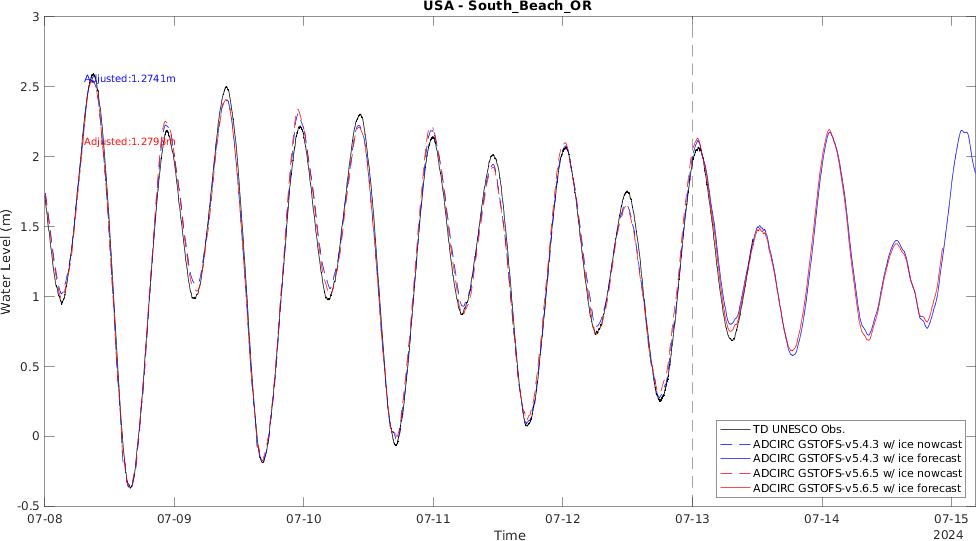 USA - South_Beach_OR
3
2.5
2
1.5
1
0.5
0
-0.5
Water Level (m)
Adjusted:1.2741m
07-08
07-09
07-10
07-11
07-12
07-13
07-14
07-15
2024
Time
TD UNESCO Obs.
ADCIRC GSTOFS-v5.4.3 w/ ice nowcast
ADCIRC GSTOFS-v5.4.3 w/ ice forecast
ADCIRC GSTOFS-v5.6.5 w/ ice nowcast
ADCIRC GSTOFS-v5.6.5 w/ ice forecast